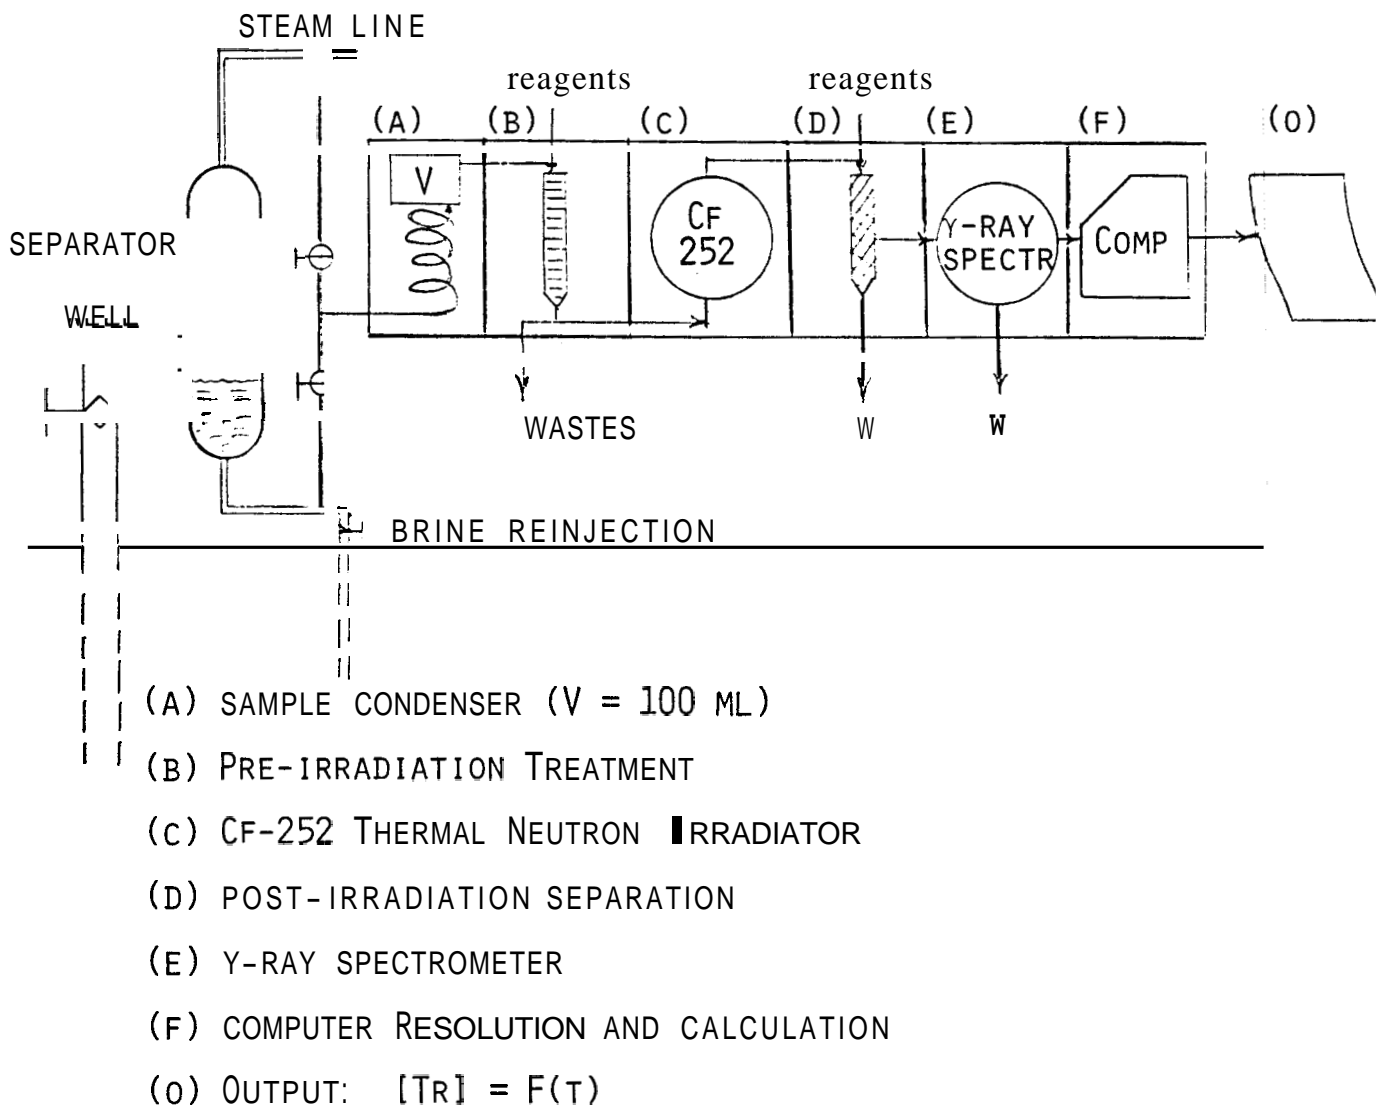 STEAM LINE
reagents reagents
(A) (B) (C) (D) (E) (F) (O)
V
CF
252
γ-RAY
SPECTR
COMP
SEPARATOR
WELL
WASTES W W
BRINE REINJECTION
(A) SAMPLE CONDENSER (V = 100 ML)
(B) PRE-IRRADIATION TREATMENT
(C) CF-252 THERMAL NEUTRON IRRADIATOR
(D) POST-IRRADIATION SEPARATION
(E) Y-RAY SPECTROMETER
(F) COMPUTER RESOLUTION AND CALCULATION
(O) OUTPUT: [TR] = F(T)